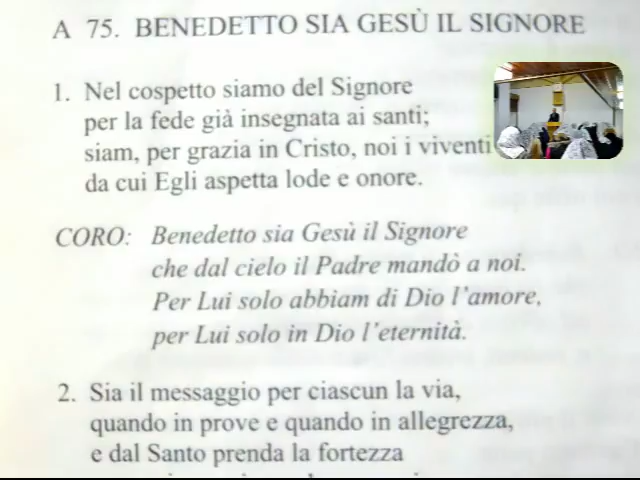 A 75. BENEDETTO SIA GESÙ IL SIGNORE
1. Nel cospetto siamo del Signore
per la fede già insegnata ai santi;
siam, per grazia in Cristo, noi i viventi
da cui Egli aspetta lode e onore.
CORO: Benedetto sia Gesù il Signore
che dal cielo il Padre mandò a noi.
Per Lui solo abbiam di Dio l'amore,
per Lui solo in Dio l'eternità.
2. Sia il messaggio per ciascun la via,
quando in prove e quando in allegrezza,
e dal Santo prenda la fortezza